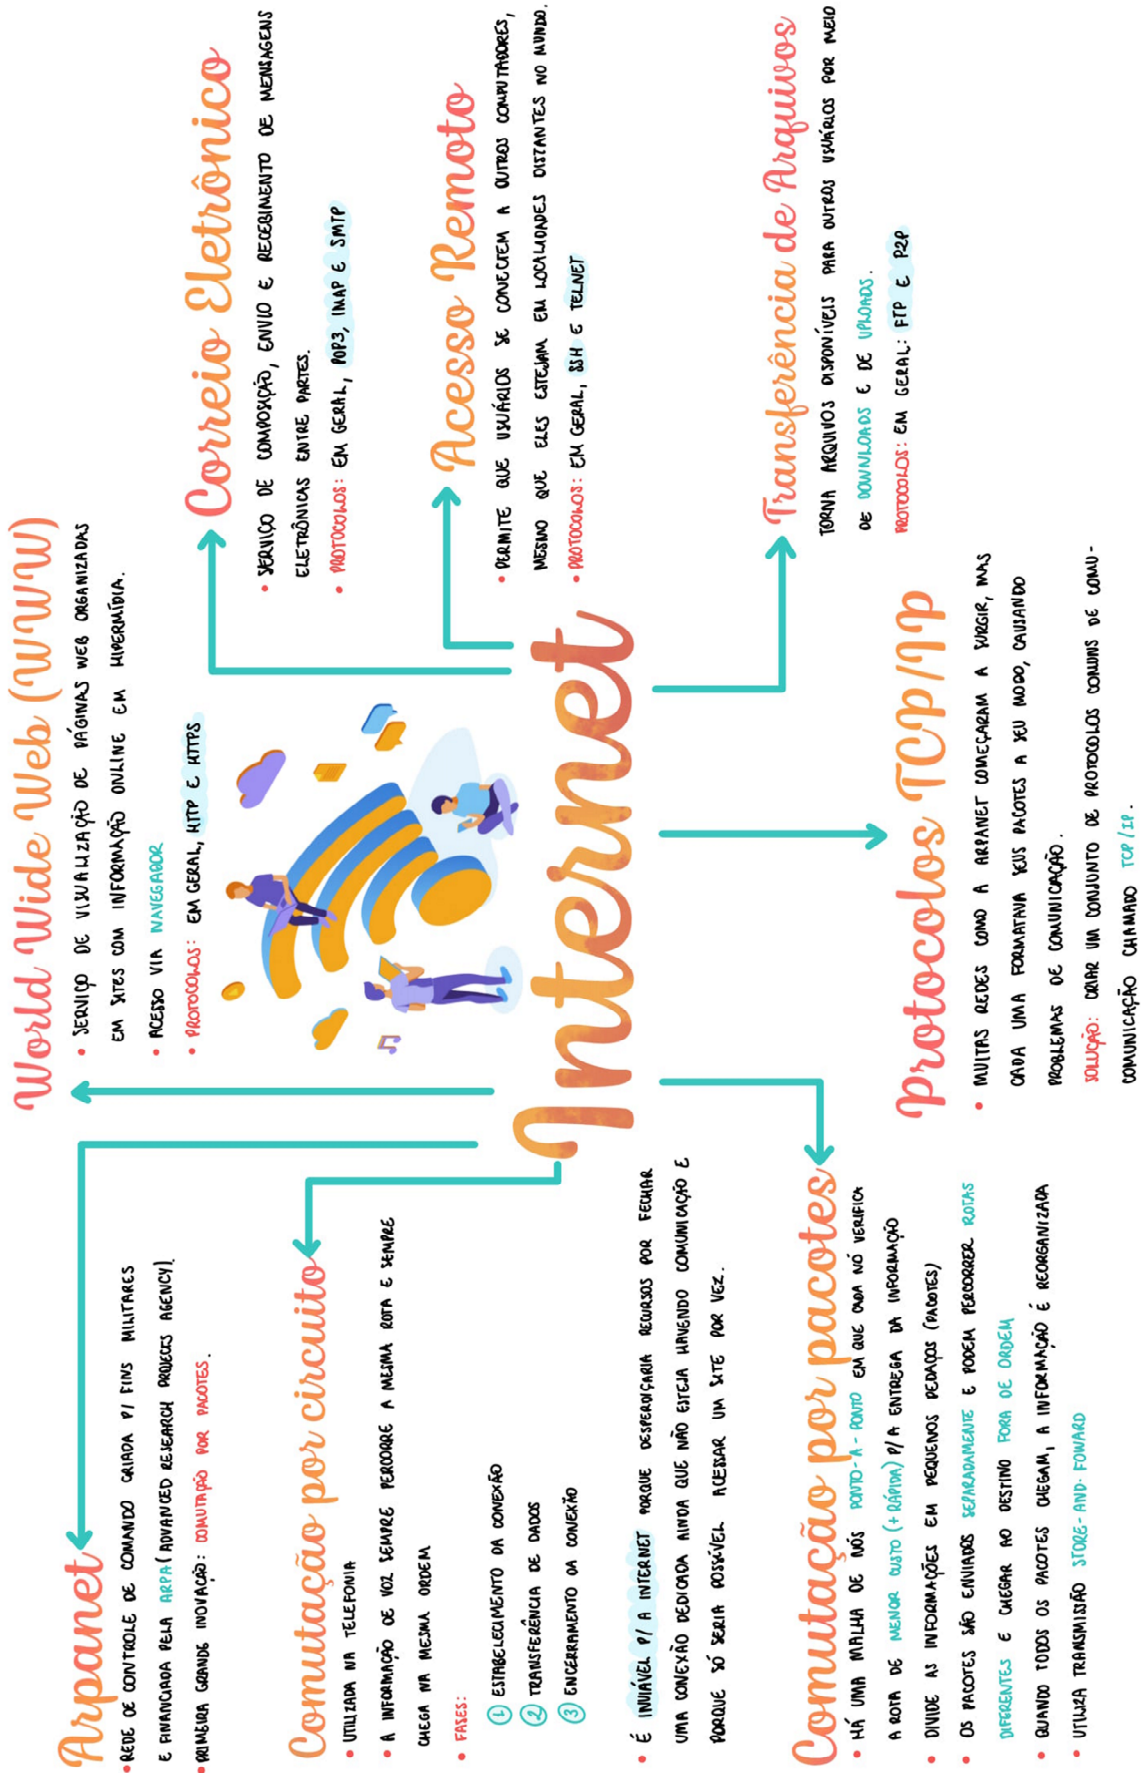 Arpanet
• REDE DE CONTROLE DE COMANDO CRIADA P/ FINS MILITARES
E FINANCIADA PELA ARPA (ADVANCED RESEARCH PROJECTS AGENCY).
• PRIMEIRA GRANDE INOVAÇÃO: COMUTAÇÃO POR PACOTES.
World Wide Web (WWW)
• SERVIÇO DE VISUALIZAÇÃO DE PÁGINAS WEB ORGANIZADAS
EM SITES COM INFORMAÇÃO ONLINE EM HIPERMÍDIA.
• ACESSO VIA NAVEGADOR
• PROTOCOLOS: EM GERAL, HTTP E HTTPS
Correio Eletrônico
• SERVIÇO DE COMPOSIÇÃO, ENVIO E RECEBIMENTO DE MENSAGENS
ELETRÔNICAS ENTRE PARTES.
• PROTOCOLOS: EM GERAL, POP3, IMAP E SMTP
Comutação por circuito
• UTILIZADA NA TELEFONIA
• A INFORMAÇÃO DE VOZ SEMPRE PERCORRE A MESMA ROTA E SEMPRE
CHEGA NA MESMA ORDEM
• FASES:
1 ESTABELECIMENTO DA CONEXÃO
2 TRANSFERÊNCIA DE DADOS
3 ENCERRAMENTO DA CONEXÃO
• É INVIÁVEL P/ A INTERNET PORQUE DESPERDIÇARIA RECURSOS POR FECHAR
UMA CONEXÃO DEDICADA AINDA QUE NÃO ESTEJA HAVENDO COMUNICAÇÃO E
PORQUE SÓ SERIA POSSÍVEL ACESSAR UM SITE POR VEZ.
Internet
Acesso Remoto
• PERMITE QUE USUÁRIOS SE CONECTEM A OUTROS COMPUTADORES,
MESMO QUE ELES ESTEJAM EM LOCALIDADES DISTANTES NO MUNDO.
• PROTOCOLOS: EM GERAL, SSH E TELNET
Comutação por pacotes
• HÁ UMA MALHA DE NÓS PONTO-A-PONTO EM QUE CADA NÓ VERIFICA
A ROTA DE MENOR CUSTO (+ RÁPIDA) P/ A ENTREGA DA INFORMAÇÃO
• DIVIDE AS INFORMAÇÕES EM PEQUENOS PEDAÇOS (PACOTES)
• OS PACOTES SÃO ENVIADOS SEPARADAMENTE E PODEM PERCORRER ROTAS
DIFERENTES E CHEGAR AO DESTINO FORA DE ORDEM
• QUANDO TODOS OS PACOTES CHEGAM, A INFORMAÇÃO É REORGANIZADA
• UTILIZA TRANSMISSÃO STORE-AND-FOWARD
Protocolos TCP/IP
• MUITAS REDES COMO A ARPANET COMEÇARAM A SURGIR, MAS
CADA UMA FORMATAVA SEUS PACOTES A SEU MODO, CAUSANDO
PROBLEMAS DE COMUNICAÇÃO.
SOLUÇÃO: CRIAR UM CONJUNTO DE PROTOCOLOS COMUNS DE COMU-
COMUNICAÇÃO CHAMADO TCP/IP.
Transferência de Arquivos
TORNA ARQUIVOS DISPONÍVEIS PARA OUTROS USUÁRIOS POR MEIO
DE DOWNLOADS E DE UPLOADS.
PROTOCOLOS: EM GERAL: FTP E P2P